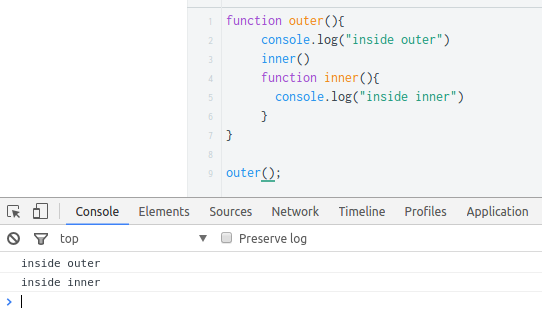 1 function outer(){
2 console.log("inside outer")
3 inner()
4 function inner(){
5 console.log("inside inner")
6 }
7 }
8
9 outer();
Console Elements Sources Network Timeline Profiles Application
top Preserve log
inside outer
inside inner
>